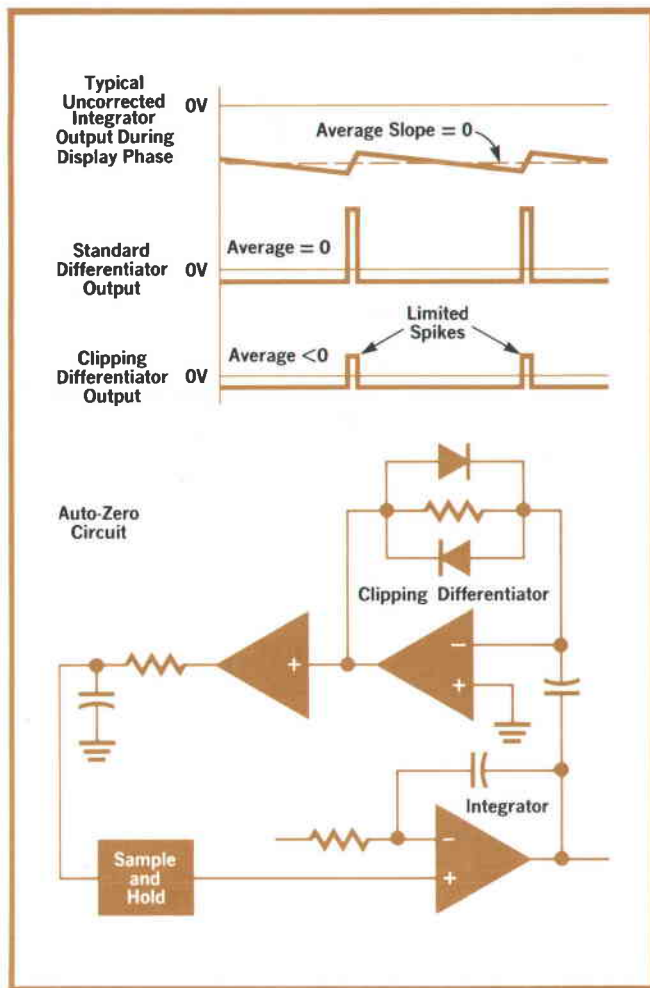 Typical
Uncorrected
Integrator
Output During
Display Phase
0V
Average Slope = 0
Standard
Differentiator
Output
0V
Average = 0
Clipping
Differentiator
Output
0V
Average <0
Limited
Spikes
Auto-Zero
Circuit
Clipping Differentiator
+
−
+
Integrator
−
+
Sample
and
Hold